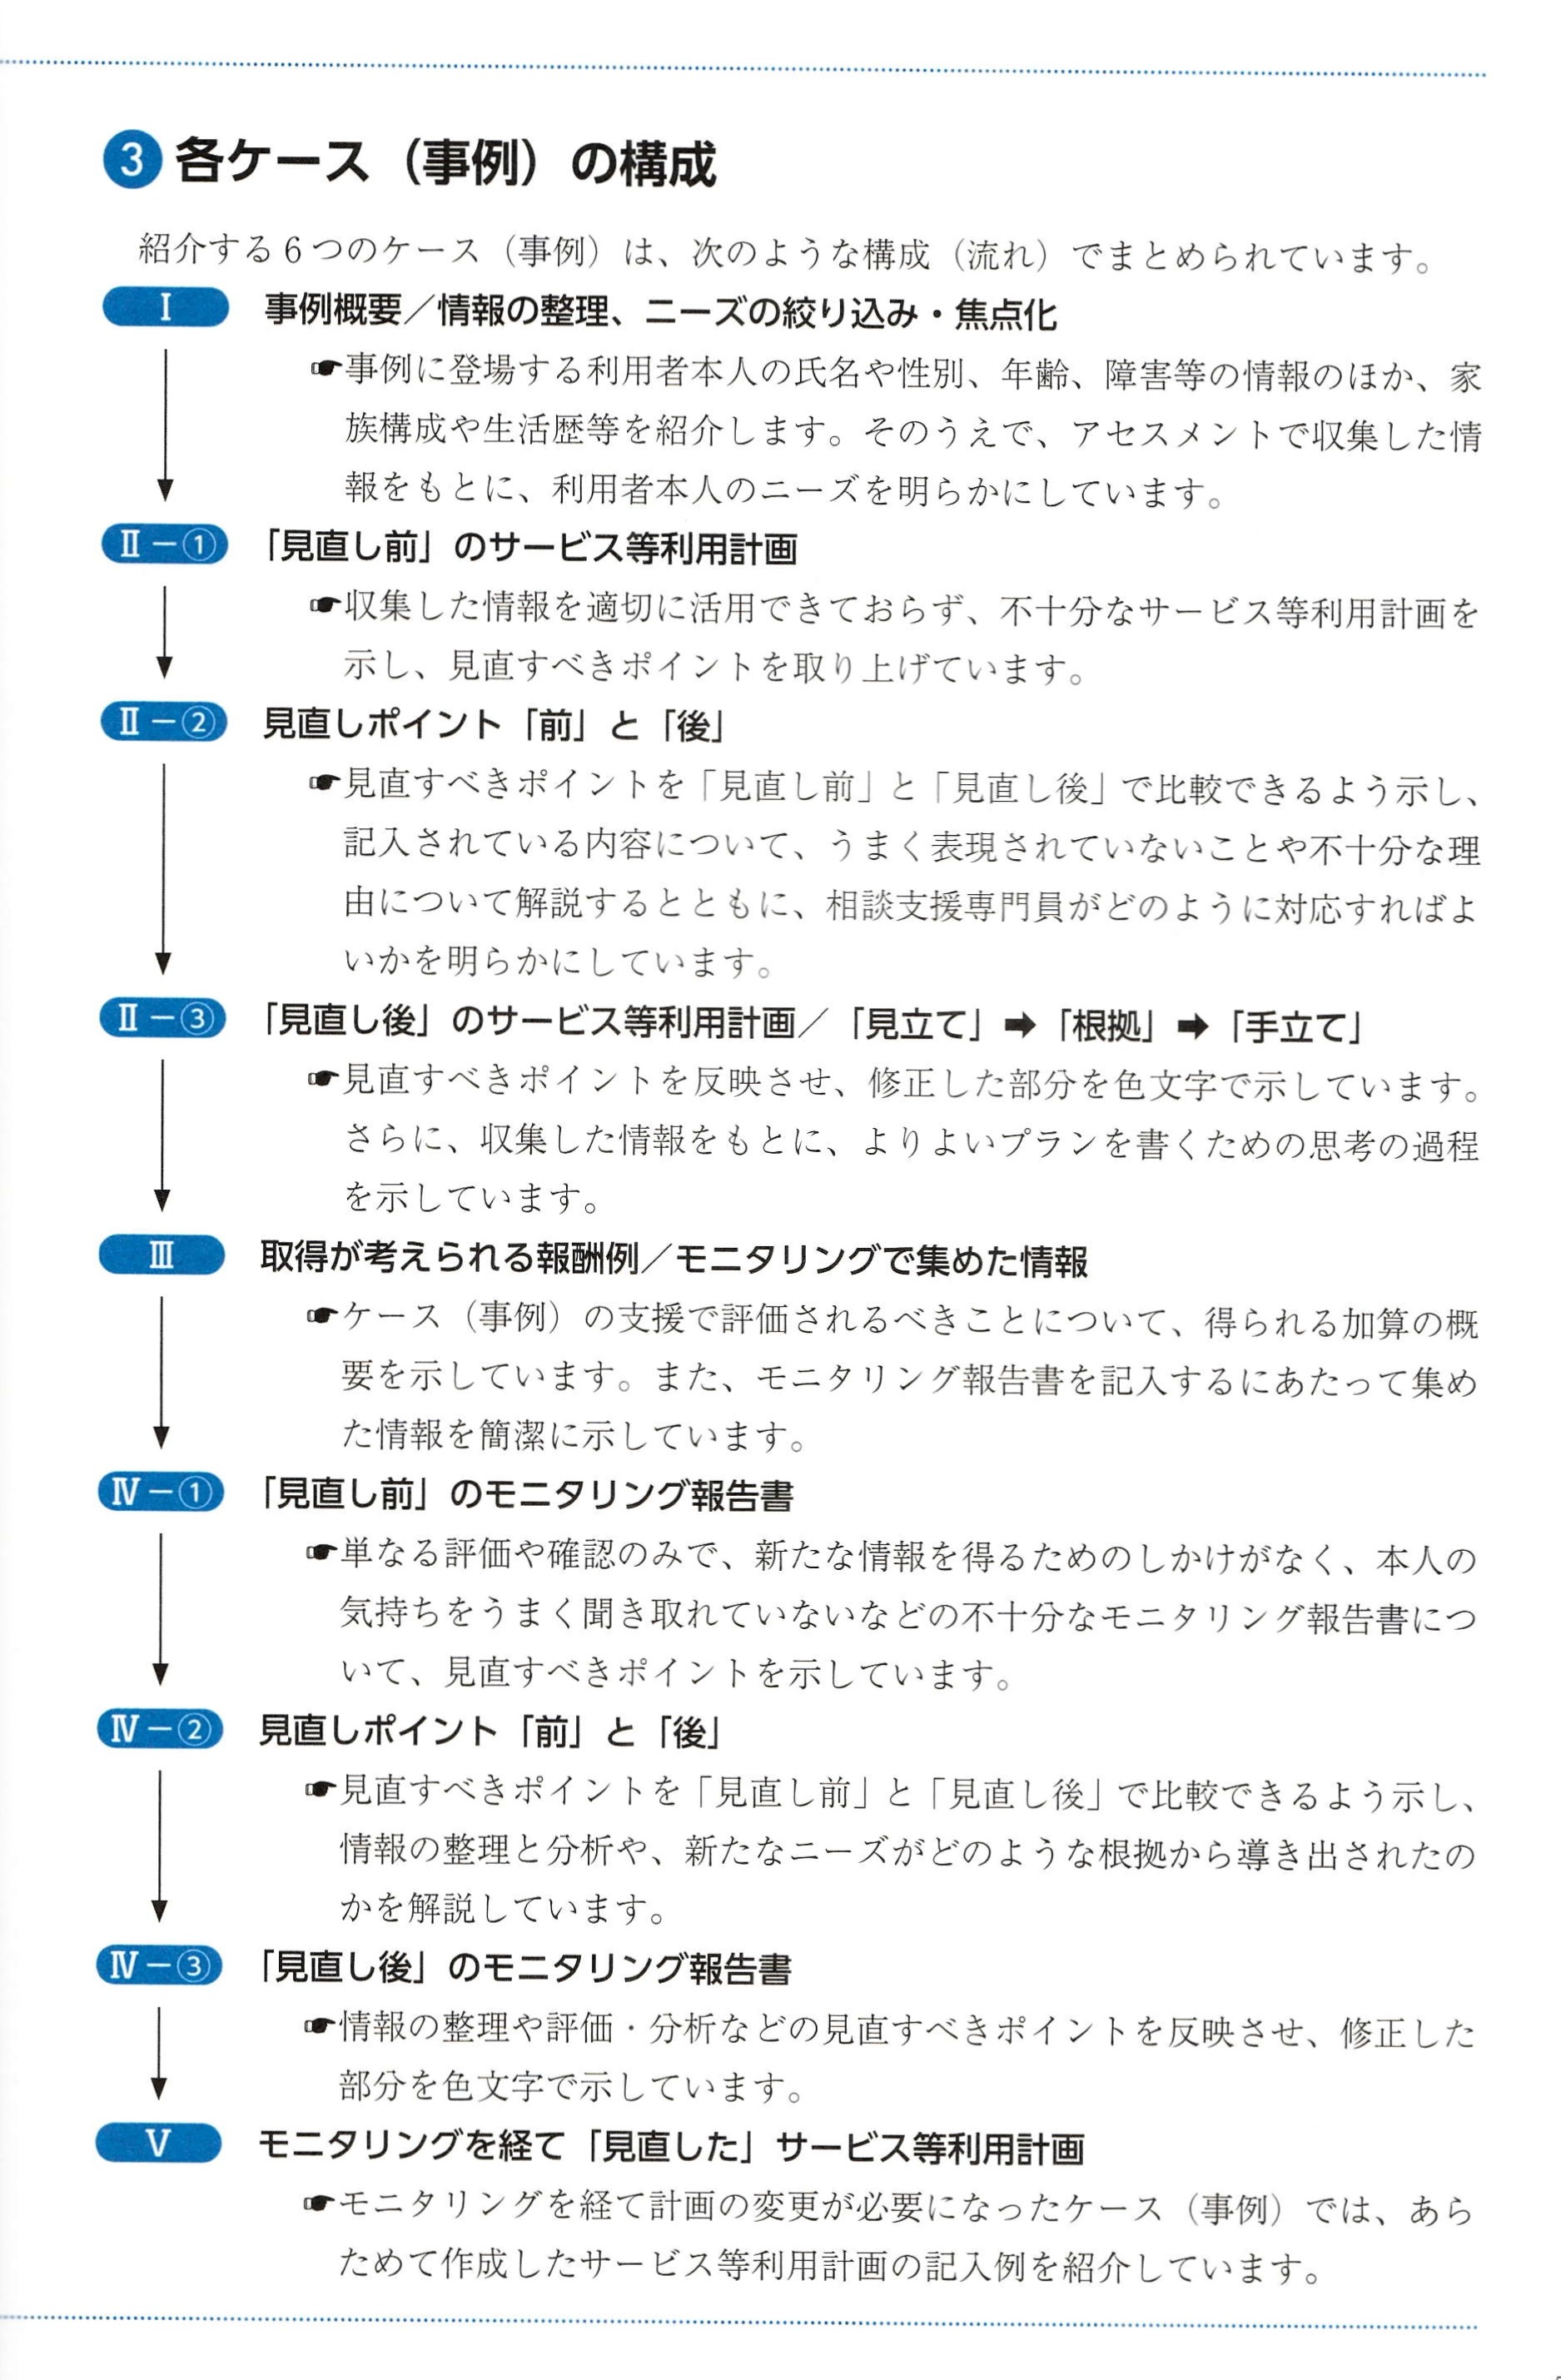 3 各ケース（事例）の構成
紹介する6つのケース（事例）は、次のような構成（流れ）でまとめられています。
Ⅰ 事例概要／情報の整理、ニーズの絞り込み・焦点化
☛事例に登場する利用者本人の氏名や性別、年齢、障害等の情報のほか、家
族構成や生活歴等を紹介します。そのうえで、アセスメントで収集した情
報をもとに、利用者本人のニーズを明らかにしています。
Ⅱ－① 「見直し前」のサービス等利用計画
☛収集した情報を適切に活用できておらず、不十分なサービス等利用計画を
示し、見直すべきポイントを取り上げています。
Ⅱ－② 見直しポイント「前」と「後」
☛見直すべきポイントを「見直し前」と「見直し後」で比較できるよう示し、
記入されている内容について、うまく表現されていないことや不十分な理
由について解説するとともに、相談支援専門員がどのように対応すればよ
いかを明らかにしています。
Ⅱ－③ 「見直し後」のサービス等利用計画／「見立て」➡「根拠」➡「手立て」
☛見直すべきポイントを反映させ、修正した部分を色文字で示しています。
さらに、収集した情報をもとに、よりよいプランを書くための思考の過程
を示しています。
Ⅲ 取得が考えられる報酬例／モニタリングで集めた情報
☛ケース（事例）の支援で評価されるべきことについて、得られる加算の概
要を示しています。また、モニタリング報告書を記入するにあたって集め
た情報を簡潔に示しています。
Ⅳ－① 「見直し前」のモニタリング報告書
☛単なる評価や確認のみで、新たな情報を得るためのしかけがなく、本人の
気持ちをうまく聞き取れていないなどの不十分なモニタリング報告書につ
いて、見直すべきポイントを示しています。
Ⅳ－② 見直しポイント「前」と「後」
☛見直すべきポイントを「見直し前」と「見直し後」で比較できるよう示し、
情報の整理と分析や、新たなニーズがどのような根拠から導き出されたの
かを解説しています。
Ⅳ－③ 「見直し後」のモニタリング報告書
☛情報の整理や評価・分析などの見直すべきポイントを反映させ、修正した
部分を色文字で示しています。
Ⅴ モニタリングを経て「見直した」サービス等利用計画
☛モニタリングを経て計画の変更が必要になったケース（事例）では、あら
ためて作成したサービス等利用計画の記入例を紹介しています。